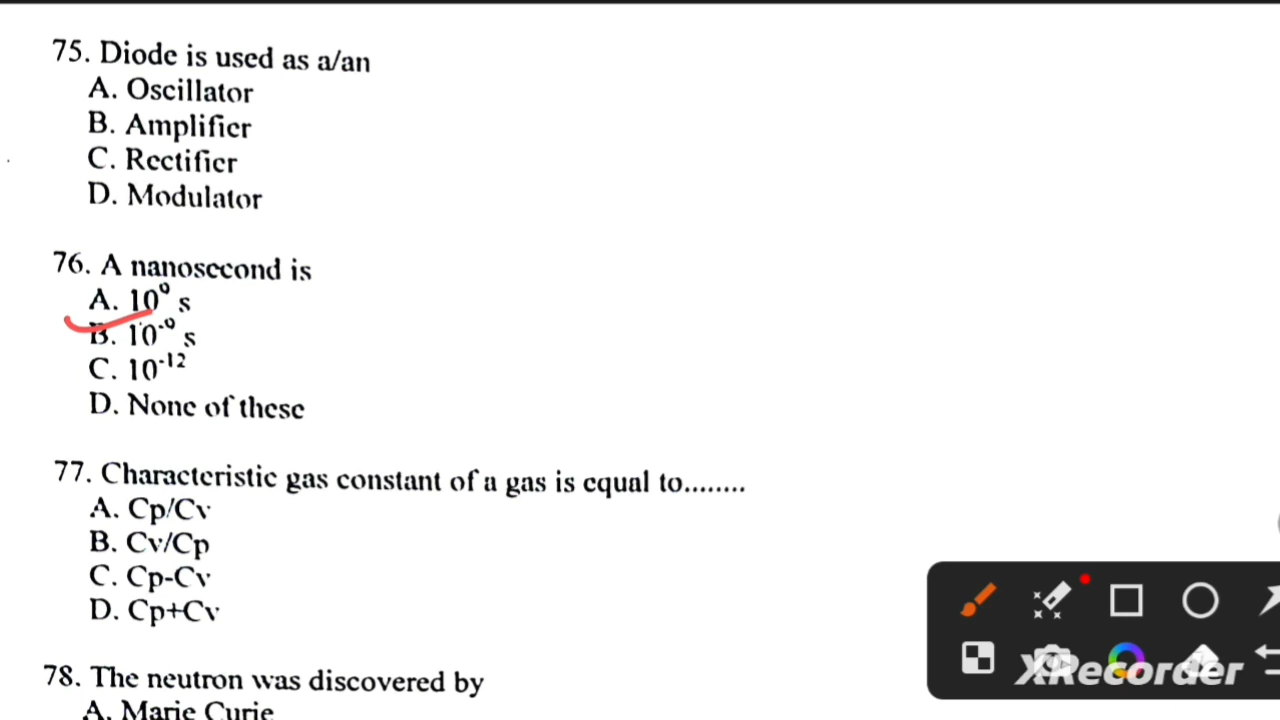 75. Diode is used as a/an
A. Oscillator
B. Amplifier
C. Rectifier
D. Modulator
76. A nanosecond is
A. 10⁹ s
B. 10⁻⁹ s
C. 10⁻¹²
D. None of these
77. Characteristic gas constant of a gas is equal to........
A. Cp/Cv
B. Cv/Cp
C. Cp-Cv
D. Cp+Cv
78. The neutron was discovered by
A. Marie Curie
XRecorder